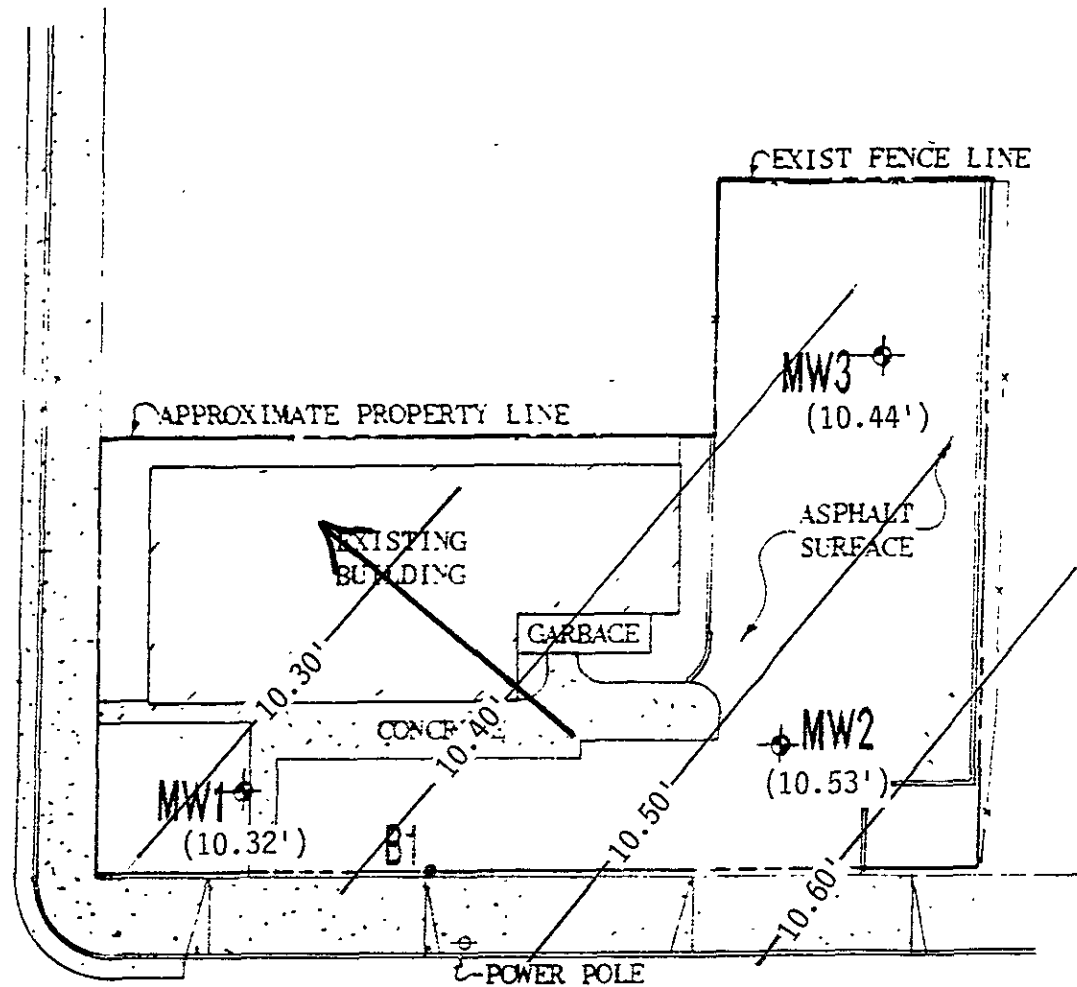 EXIST FENCE LINE
MW3
(10.44')
APPROXIMATE PROPERTY LINE
ASPHALT
SURFACE
EXISTING
BUILDING
GARBAGE
10.30'
10.40'
CONCRETE
MW2
(10.53')
MW1
(10.32')
B1
10.50'
10.60'
POWER POLE